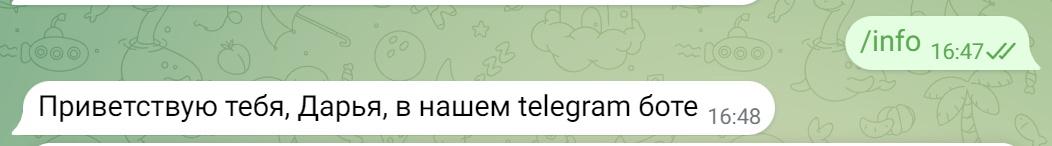 /info 16:47
Приветствую тебя, Дарья, в нашем telegram боте 16:48